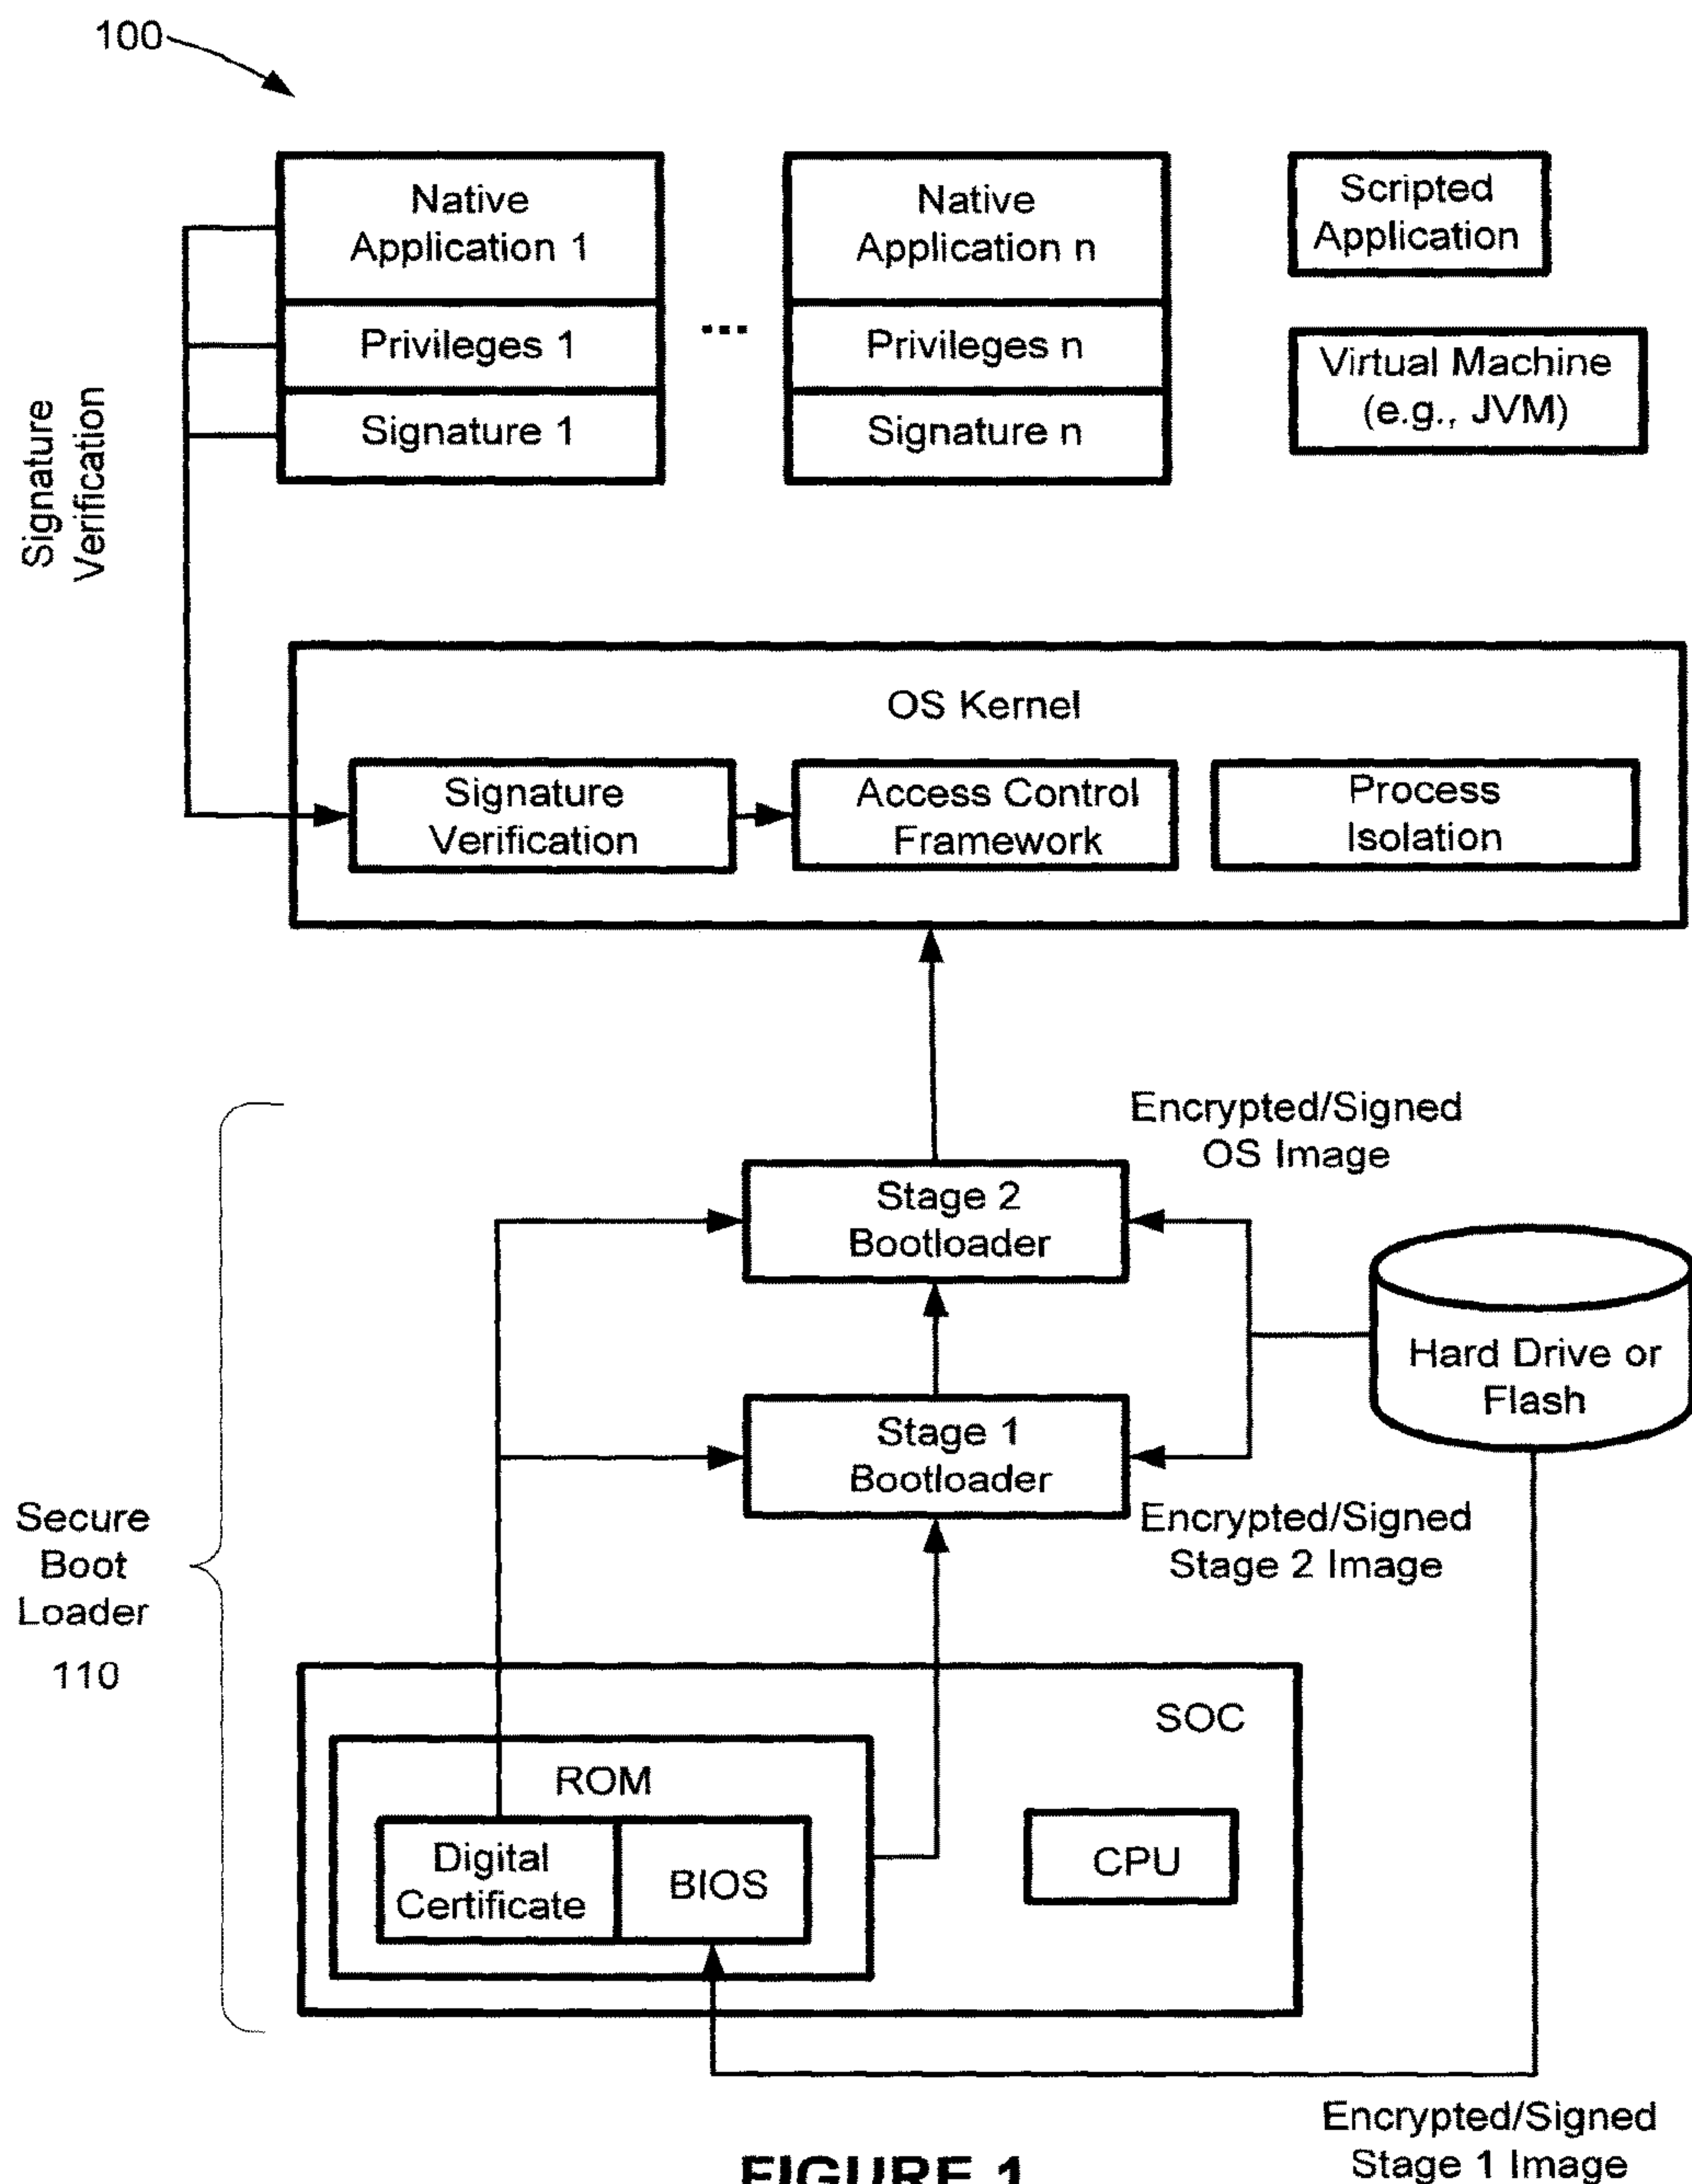 100
Native
Application 1
Privileges 1
Signature 1
...
Native
Application n
Privileges n
Signature n
Scripted
Application
Virtual Machine
(e.g., JVM)
Signature
Verification
OS Kernel
Signature
Verification
Access Control
Framework
Process
Isolation
Encrypted/Signed
OS Image
Stage 2
Bootloader
Hard Drive or
Flash
Stage 1
Bootloader
Encrypted/Signed
Stage 2 Image
Secure
Boot
Loader
110
SOC
ROM
Digital
Certificate
BIOS
CPU
Encrypted/Signed
Stage 1 Image
FIGURE 1